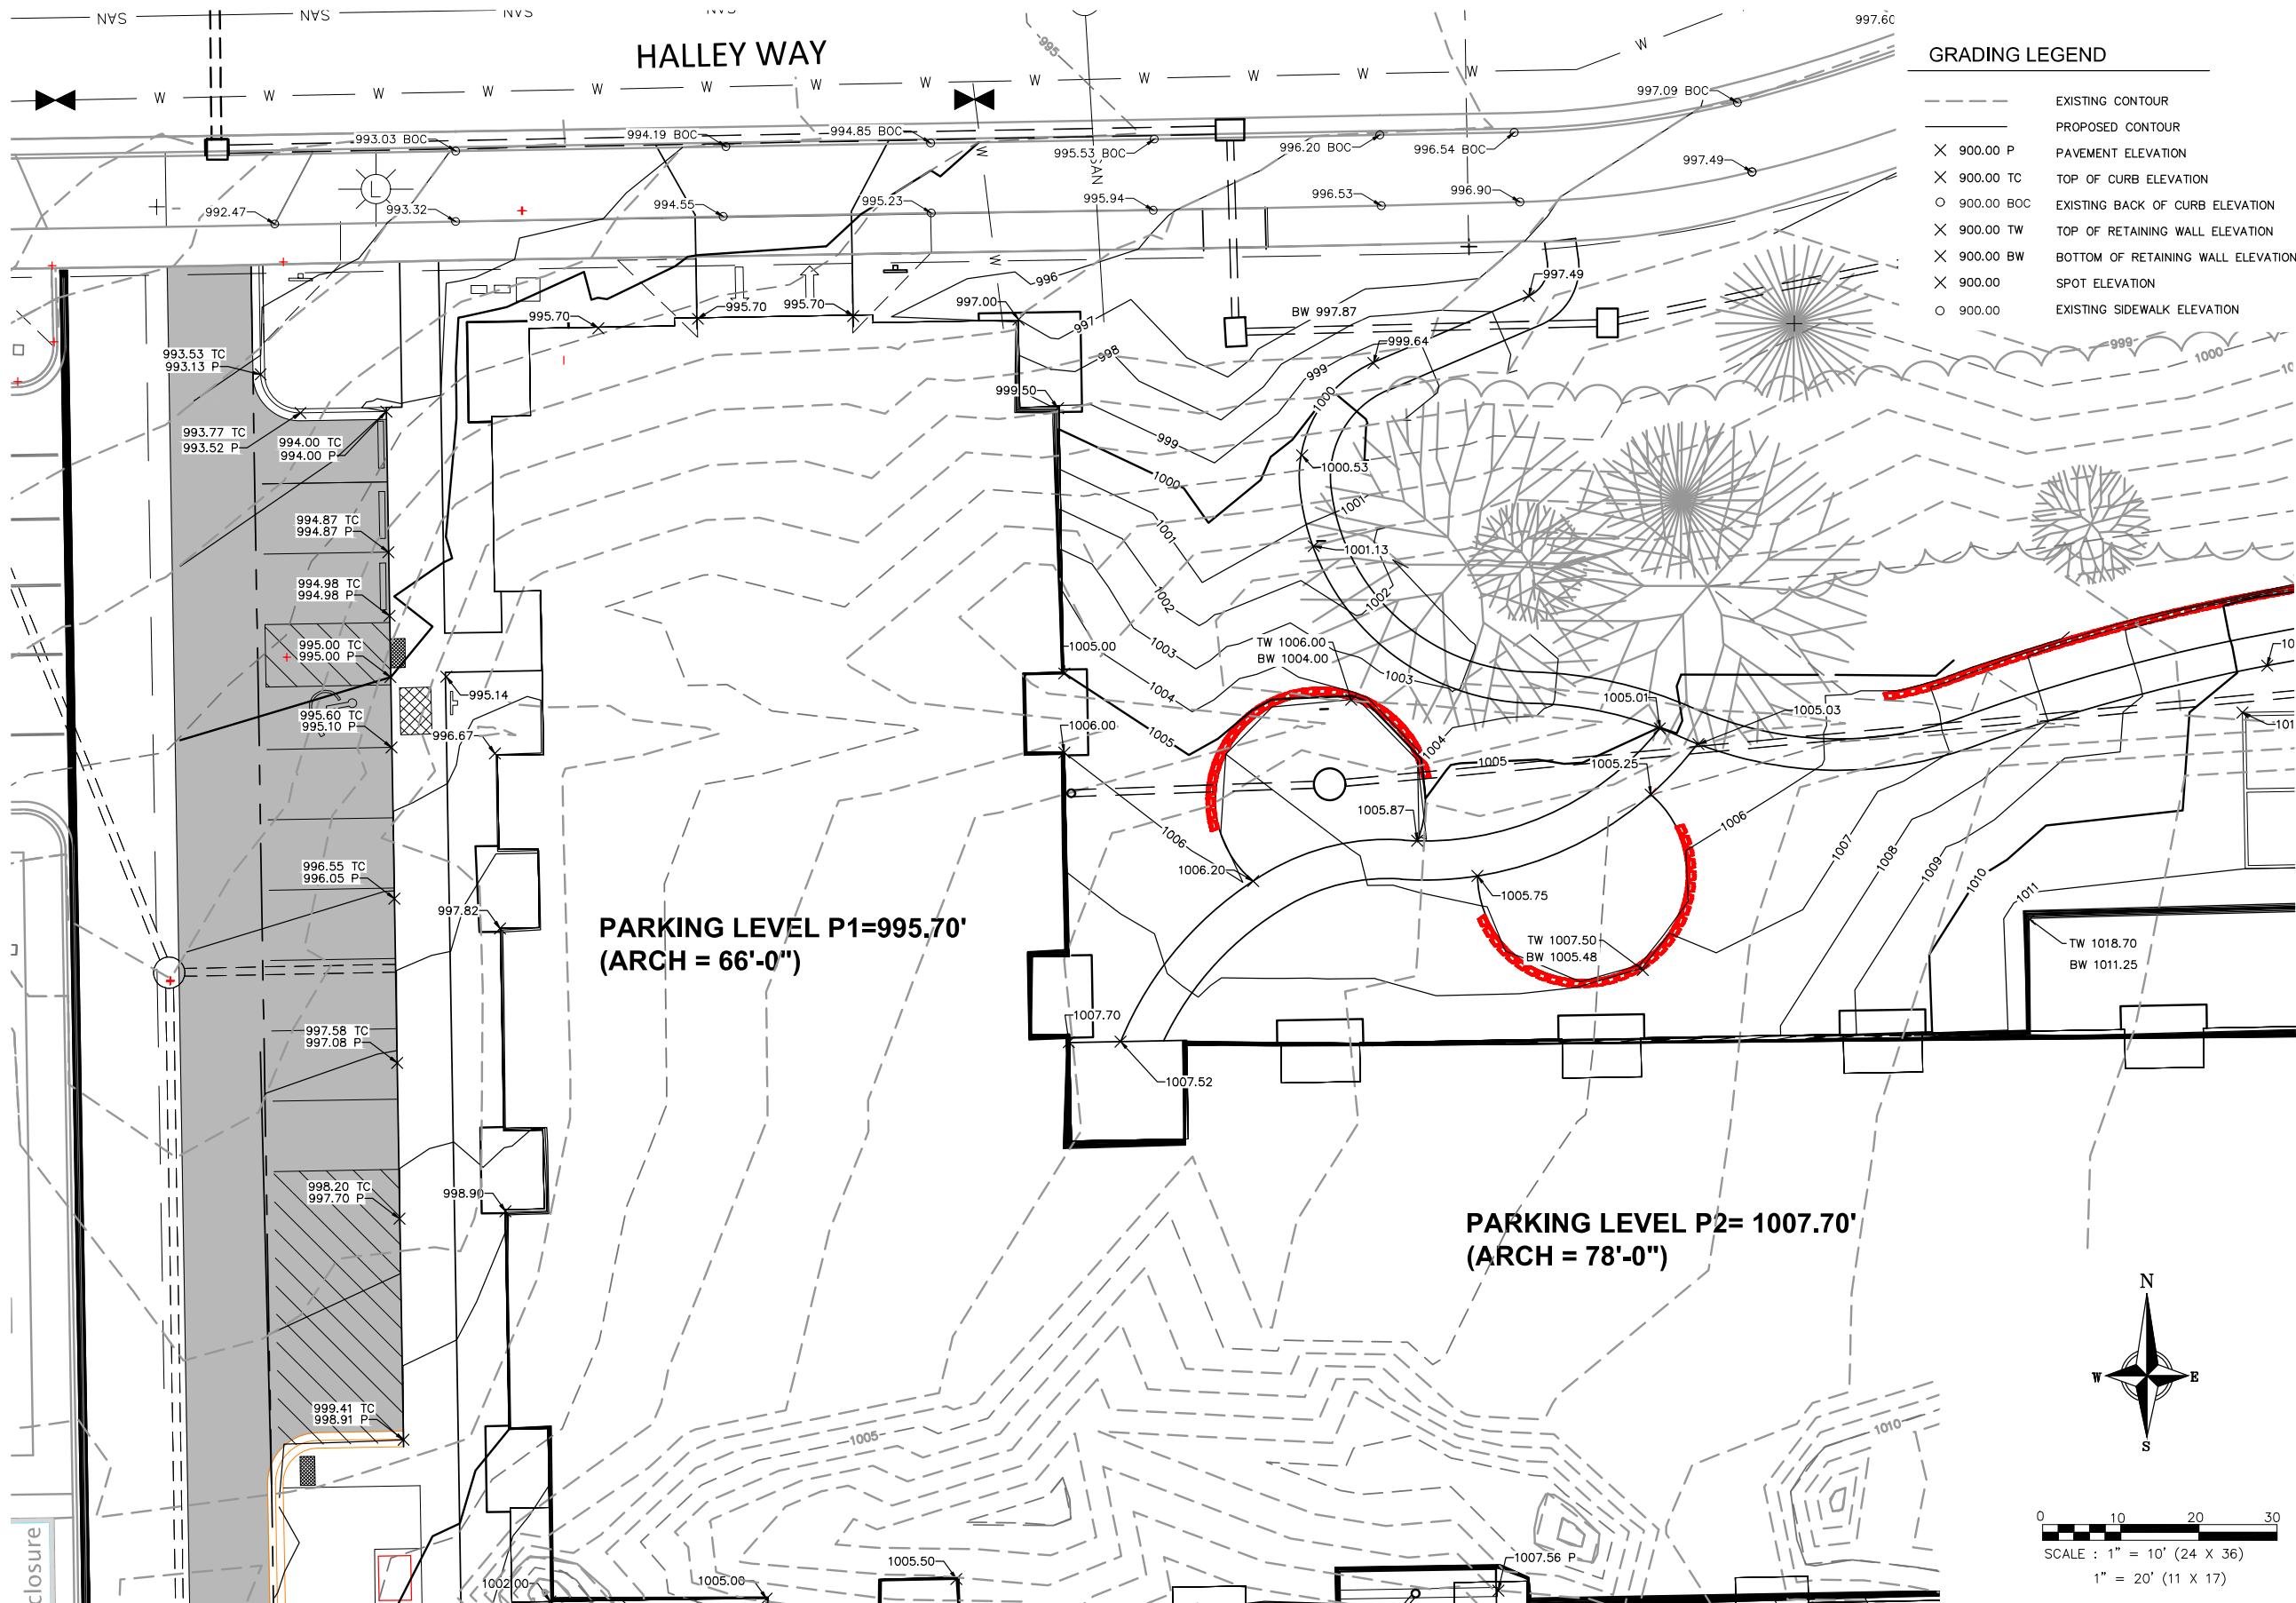 SAN
SAN
SAN
SAN
HALLEY WAY
995
W
997.60
GRADING LEGEND
EXISTING CONTOUR
PROPOSED CONTOUR
900.00 P PAVEMENT ELEVATION
900.00 TC TOP OF CURB ELEVATION
900.00 BOC EXISTING BACK OF CURB ELEVATION
900.00 TW TOP OF RETAINING WALL ELEVATION
900.00 BW BOTTOM OF RETAINING WALL ELEVATION
900.00 SPOT ELEVATION
900.00 EXISTING SIDEWALK ELEVATION
W W W W W W W W W W W W W
993.03 BOC
994.19 BOC
994.85 BOC
995.53 BOC
996.20 BOC
996.54 BOC
997.09 BOC
W
SAN
W
L
992.47
993.32
994.55
995.23
995.94
996.53
996.90
997.49
996
997.49
995.70
995.70
995.70
997.00
997
998
BW 997.87
999.64
999
1000
999
1000
993.53 TC
993.13 P
999.50
999
1000
993.77 TC
993.52 P
994.00 TC
994.00 P
1000.53
1001
1001
1001.13
994.87 TC
994.87 P
994.98 TC
994.98 P
1002
1002
995.00 TC
995.00 P
1005.00
1003
1003
TW 1006.00
BW 1004.00
1004
995.14
995.60 TC
995.10 P
996.67
1006.00
1005
1004
1005.01
1005.03
1005
1005.25
1005.87
1006
1006
1007
1008
1009
1010
1011
996.55 TC
996.05 P
1006.20
1005.75
997.82
PARKING LEVEL P1=995.70'
(ARCH = 66'-0")
TW 1007.50
BW 1005.48
TW 1018.70
BW 1011.25
1007.70
997.58 TC
997.08 P
1007.52
998.20 TC
997.70 P
998.90
PARKING LEVEL P2= 1007.70'
(ARCH = 78'-0")
N
W
E
S
999.41 TC
998.91 P
1005
1010
0 10 20 30
SCALE : 1" = 10' (24 X 36)
1" = 20' (11 X 17)
closure
1002.00
1005.00
1005.50
1007.56 P